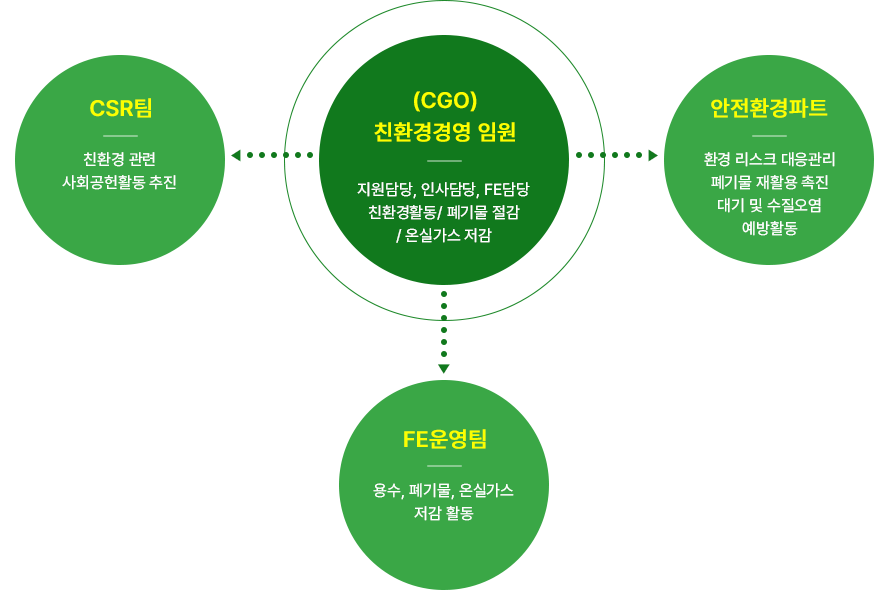 CSR팀
친환경 관련
사회공헌활동 추진
(CGO)
친환경경영 임원
지원담당, 인사담당, FE담당
친환경활동/ 폐기물 절감
/ 온실가스 저감
안전환경파트
환경 리스크 대응관리
폐기물 재활용 촉진
대기 및 수질오염
예방활동
FE운영팀
용수, 폐기물, 온실가스
저감 활동